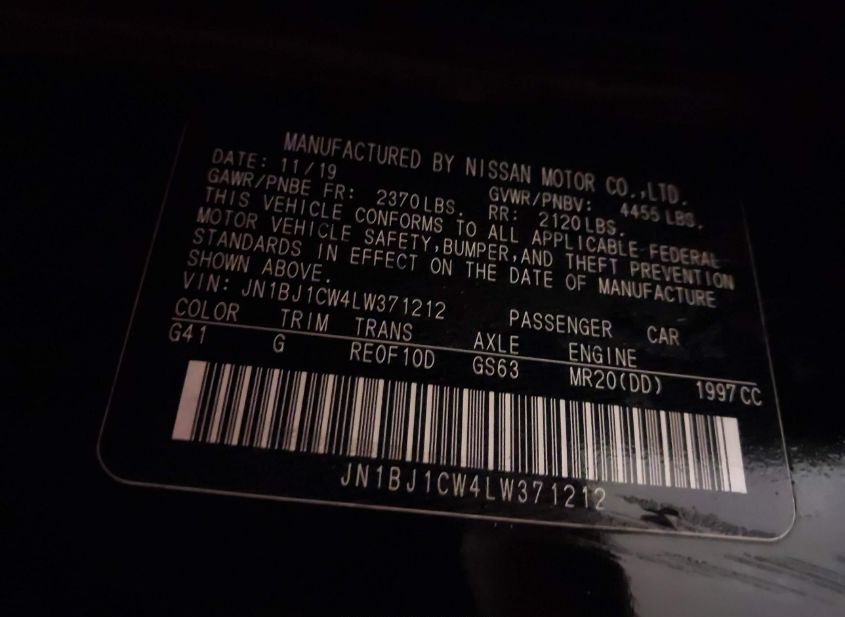 MANUFACTURED BY NISSAN MOTOR CO.,LTD.
DATE: 11/19 GVWR/PNBV: 4455 LBS.
GAWR/PNBE FR: 2370LBS. RR: 2120LBS.
THIS VEHICLE CONFORMS TO ALL APPLICABLE FEDERAL
MOTOR VEHICLE SAFETY,BUMPER,AND THEFT PREVENTION
STANDARDS IN EFFECT ON THE DATE OF MANUFACTURE
SHOWN ABOVE.
VIN: JN1BJ1CW4LW371212 PASSENGER CAR
COLOR TRIM TRANS AXLE ENGINE
G41 G REOF10D GS63 MR20(DD) 1997CC
JN1BJ1CW4LW371212